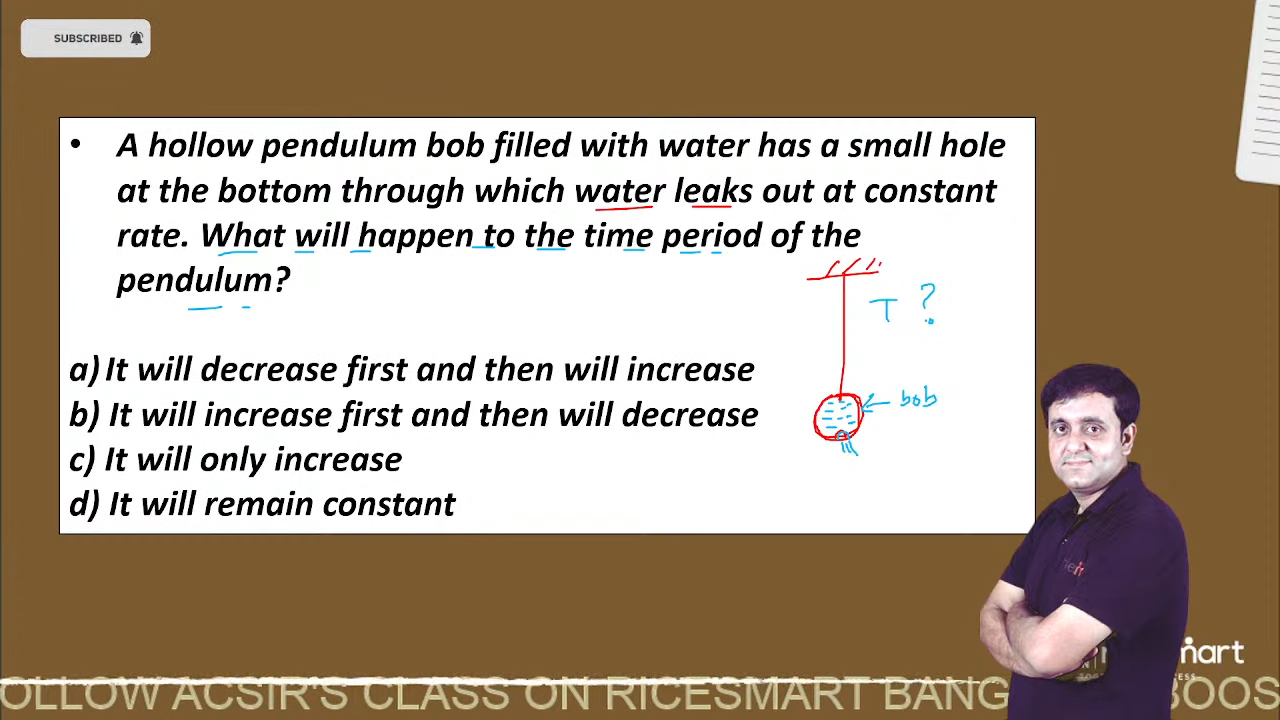 SUBSCRIBED
• A hollow pendulum bob filled with water has a small hole
at the bottom through which water leaks out at constant
rate. What will happen to the time period of the
pendulum?
T ?
a) It will decrease first and then will increase
bob
b) It will increase first and then will decrease
c) It will only increase
d) It will remain constant
OLLOW ACSIR'S CLASS ON RICESMART BANG BOOS